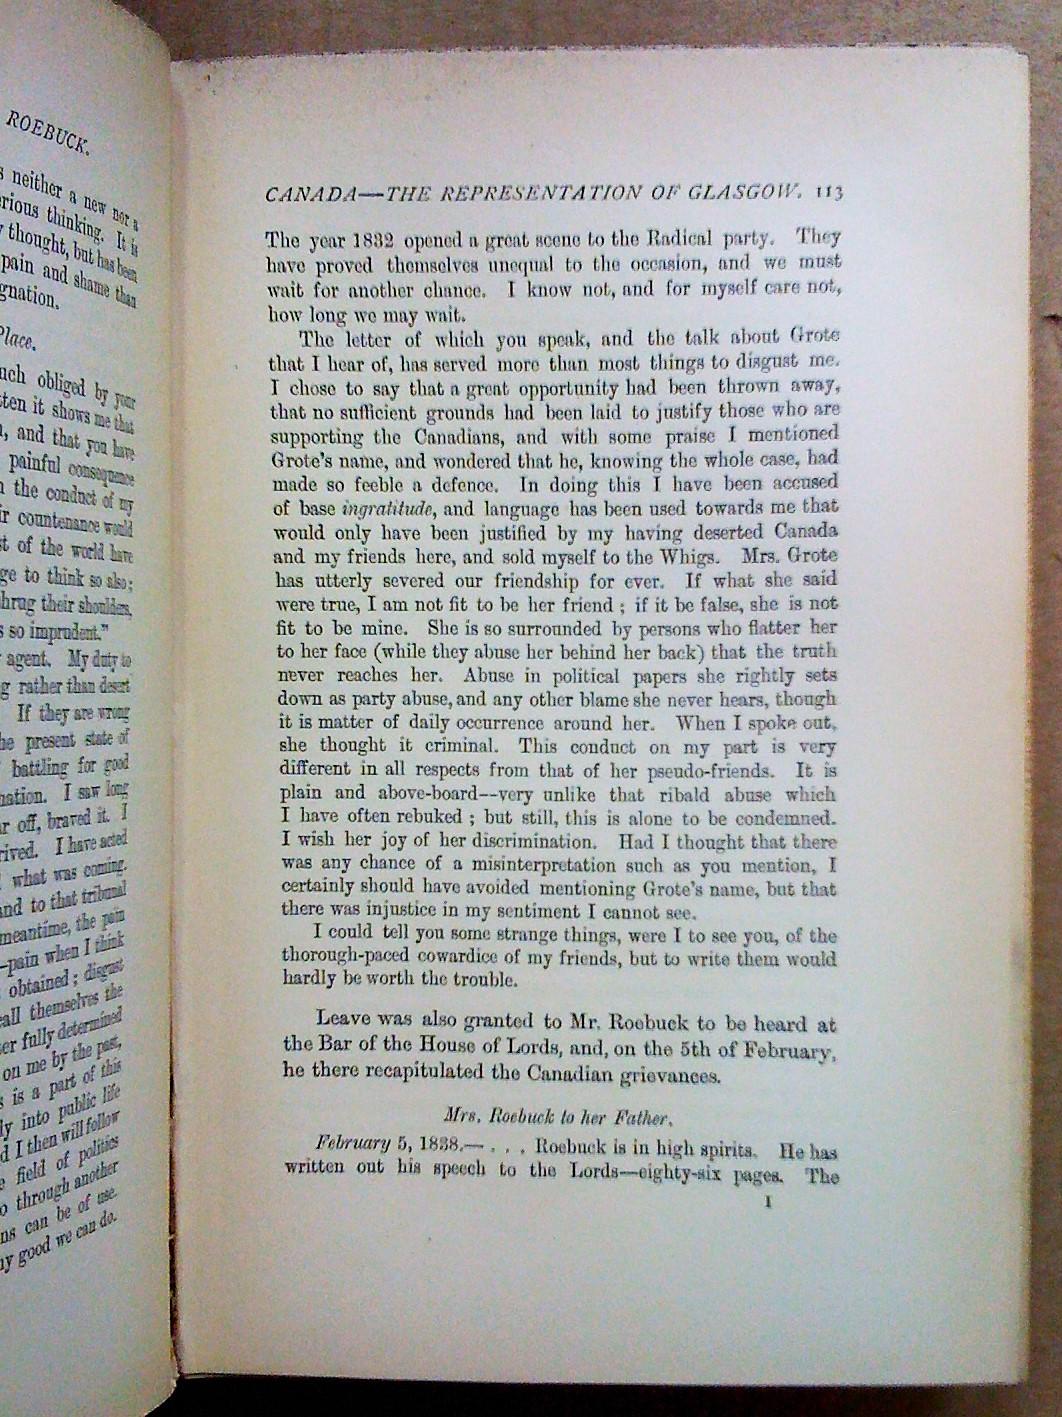 ROEBUCK.
neither a new nor a
rious thinking. It is
thought, but has been
pain and shame than
gnation.
Place.
uch obliged by your
ten it shows me that
, and that you have
painful consequence
the conduct of my
ir countenance would
st of the world have
ge to think so also;
hrug their shoulders,
s so imprudent."
agent. My duty to
g rather than desert
If they are wrong
he present state of
battling for good
nation. I saw long
r off, braved it. I
rived. I have acted
what was coming.
and to that tribunal
meantime, the pain
—pain when I think
obtained; disgust
call themselves the
er fully determined
on me by the past,
s is a part of this
ly into public life
d I then will follow
field of politics
o through another
ns can be of use.
ny good we can do.
CANADA—THE REPRESENTATION OF GLASGOW. 113
The year 1832 opened a great scene to the Radical party. They
have proved themselves unequal to the occasion, and we must
wait for another chance. I know not, and for myself care not,
how long we may wait.
The letter of which you speak, and the talk about Grote
that I hear of, has served more than most things to disgust me.
I chose to say that a great opportunity had been thrown away,
that no sufficient grounds had been laid to justify those who are
supporting the Canadians, and with some praise I mentioned
Grote's name, and wondered that he, knowing the whole case, had
made so feeble a defence. In doing this I have been accused
of base ingratitude, and language has been used towards me that
would only have been justified by my having deserted Canada
and my friends here, and sold myself to the Whigs. Mrs. Grote
has utterly severed our friendship for ever. If what she said
were true, I am not fit to be her friend; if it be false, she is not
fit to be mine. She is so surrounded by persons who flatter her
to her face (while they abuse her behind her back) that the truth
never reaches her. Abuse in political papers she rightly sets
down as party abuse, and any other blame she never hears, though
it is matter of daily occurrence around her. When I spoke out,
she thought it criminal. This conduct on my part is very
different in all respects from that of her pseudo-friends. It is
plain and above-board—very unlike that ribald abuse which
I have often rebuked; but still, this is alone to be condemned.
I wish her joy of her discrimination. Had I thought that there
was any chance of a misinterpretation such as you mention, I
certainly should have avoided mentioning Grote's name, but that
there was injustice in my sentiment I cannot see.
I could tell you some strange things, were I to see you, of the
thorough-paced cowardice of my friends, but to write them would
hardly be worth the trouble.
Leave was also granted to Mr. Roebuck to be heard at
the Bar of the House of Lords, and, on the 5th of February,
he there recapitulated the Canadian grievances.
Mrs. Roebuck to her Father.
February 5, 1838.— . . . Roebuck is in high spirits. He has
written out his speech to the Lords—eighty-six pages. The
I